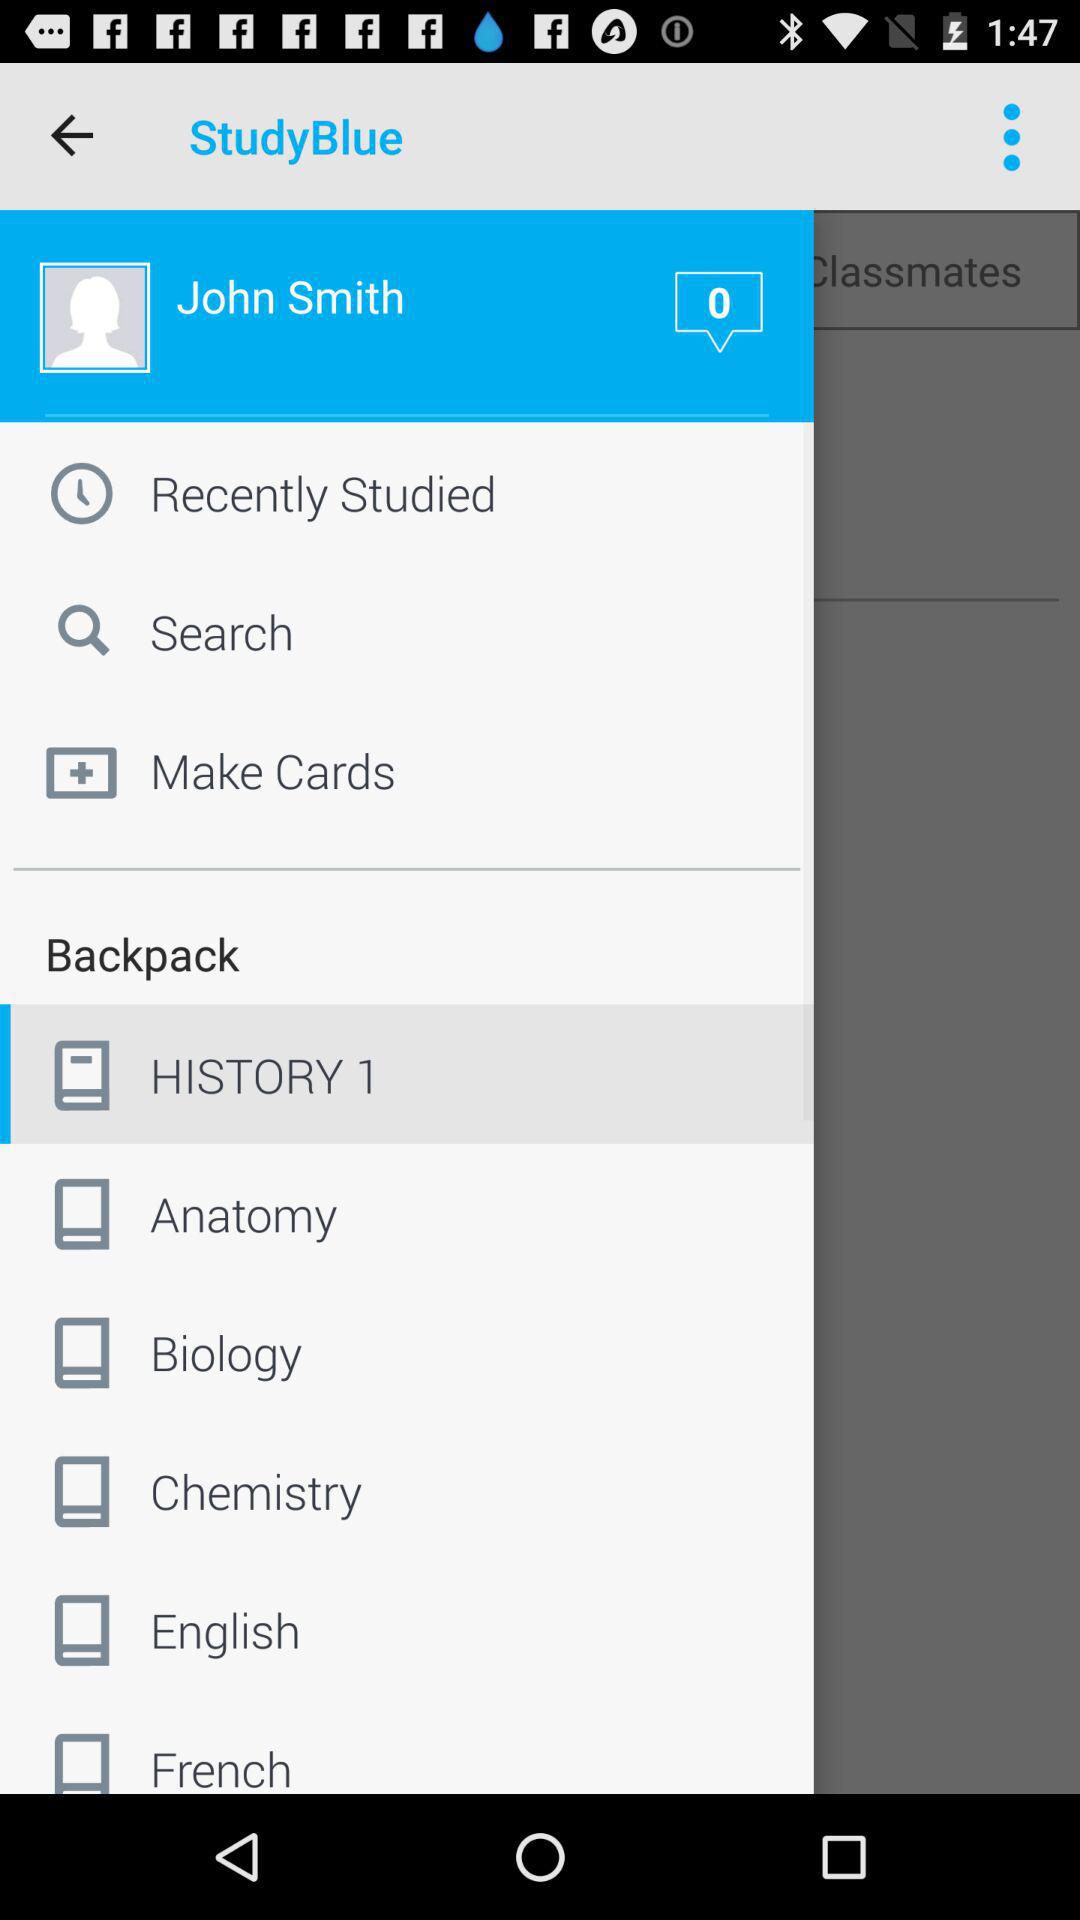 1:47
StudyBlue
John Smith
0
Classmates
Recently Studied
Search
Make Cards
Backpack
HISTORY 1
Anatomy
Biology
Chemistry
English
French